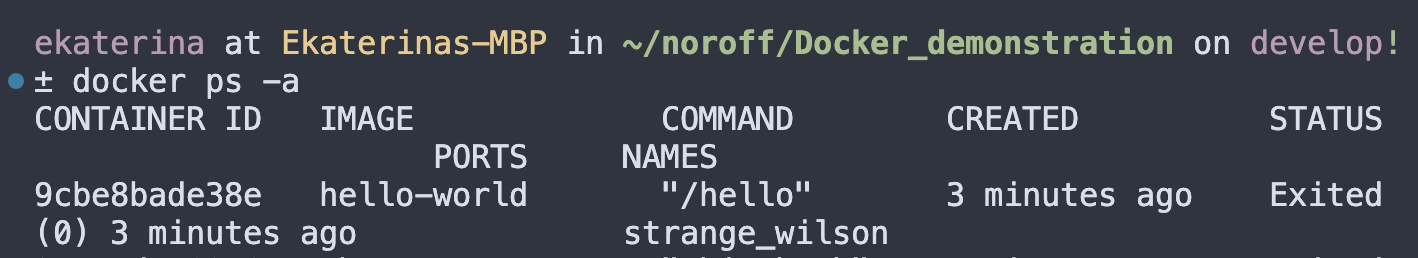 ekaterina at Ekaterinas-MBP in ~/noroff/Docker_demonstration on develop!
± docker ps -a
CONTAINER ID IMAGE COMMAND CREATED STATUS
PORTS NAMES
9cbe8bade38e hello-world "/hello" 3 minutes ago Exited
(0) 3 minutes ago strange_wilson